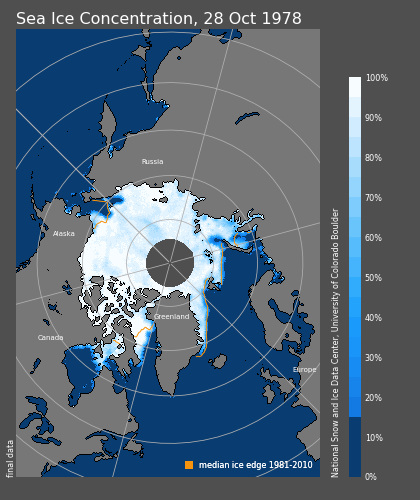 Sea Ice Concentration, 28 Oct 1978
Russia
Alaska
Greenland
Canada
Europe
median ice edge 1981-2010
final data
100%
90%
80%
70%
60%
50%
40%
30%
20%
10%
0%
National Snow and Ice Data Center, University of Colorado Boulder